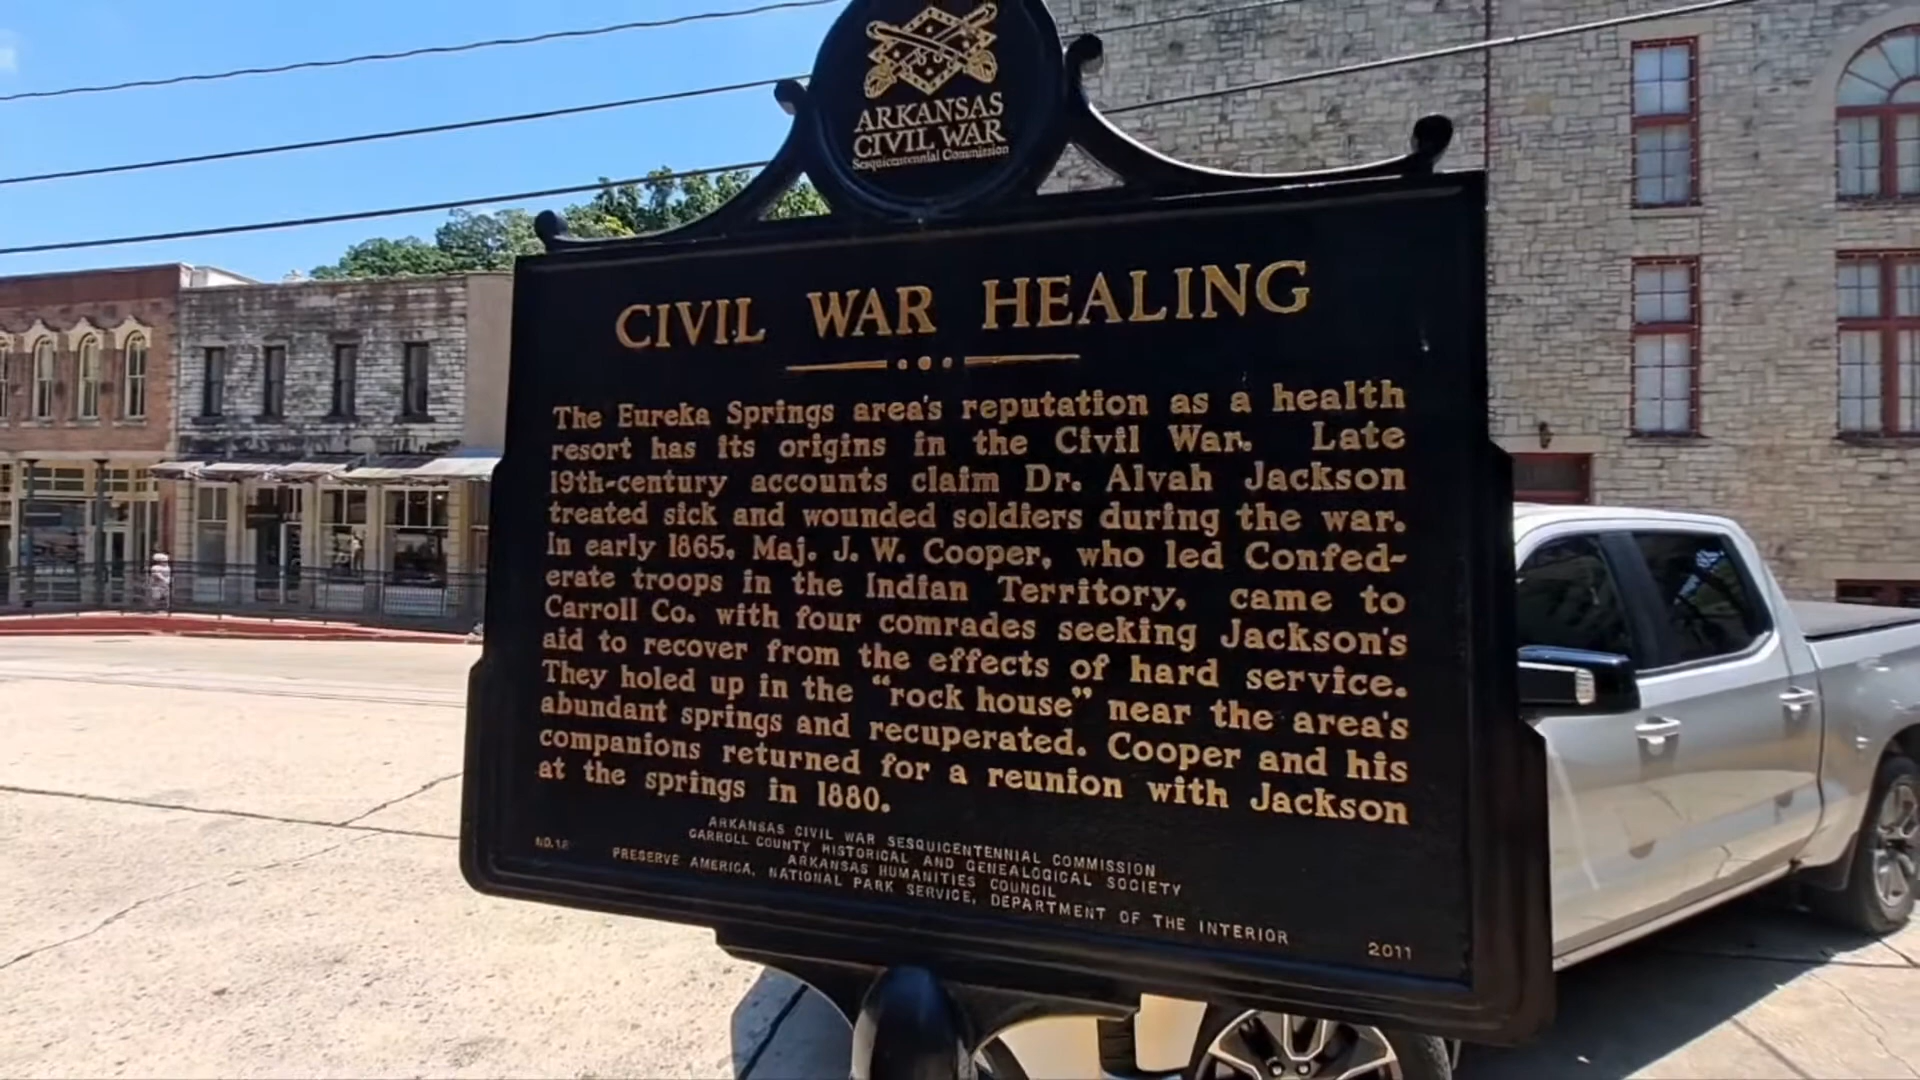 ARKANSAS
CIVIL WAR
Sesquicentennial Commission
CIVIL WAR HEALING
The Eureka Springs area's reputation as a health
resort has its origins in the Civil War. Late
19th-century accounts claim Dr. Alvah Jackson
treated sick and wounded soldiers during the war.
In early 1865, Maj. J. W. Cooper, who led Confed-
erate troops in the Indian Territory, came to
Carroll Co. with four comrades seeking Jackson's
aid to recover from the effects of hard service.
They holed up in the “rock house” near the area's
abundant springs and recuperated. Cooper and his
companions returned for a reunion with Jackson
at the springs in 1880.
ARKANSAS CIVIL WAR SESQUICENTENNIAL COMMISSION
CARROLL COUNTY HISTORICAL AND GENEALOGICAL SOCIETY
ARKANSAS HUMANITIES COUNCIL
PRESERVE AMERICA, NATIONAL PARK SERVICE, DEPARTMENT OF THE INTERIOR
2011